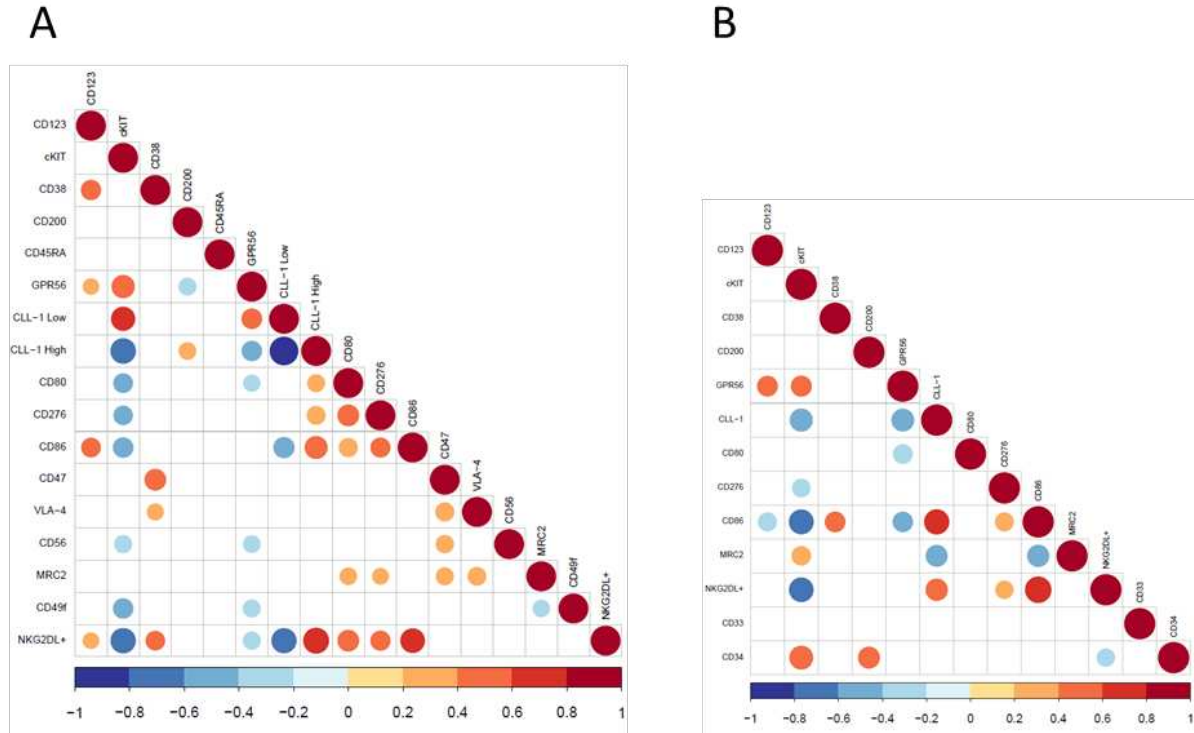 A
CD123
cKIT
CD38
CD200
CD45RA
GPR56
CLL-1 Low
CLL-1 High
CD80
CD276
CD86
CD47
VLA-4
CD56
MRC2
CD49f
NKG2DL+
CD123
cKIT
CD38
CD200
CD45RA
GPR56
CLL-1 Low
CLL-1 High
CD80
CD276
CD86
CD47
VLA-4
CD56
MRC2
CD49f
NKG2DL+
-1 -0.8 -0.6 -0.4 -0.2 0 0.2 0.4 0.6 0.8 1
B
CD123
cKIT
CD38
CD200
GPR56
CLL-1
CD80
CD276
CD86
MRC2
NKG2DL+
CD33
CD34
CD123
cKIT
CD38
CD200
GPR56
CLL-1
CD80
CD276
CD86
MRC2
NKG2DL+
CD33
CD34
-1 -0.8 -0.6 -0.4 -0.2 0 0.2 0.4 0.6 0.8 1